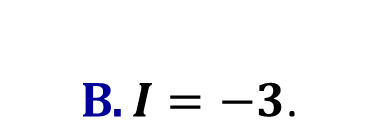 B. I = −3.